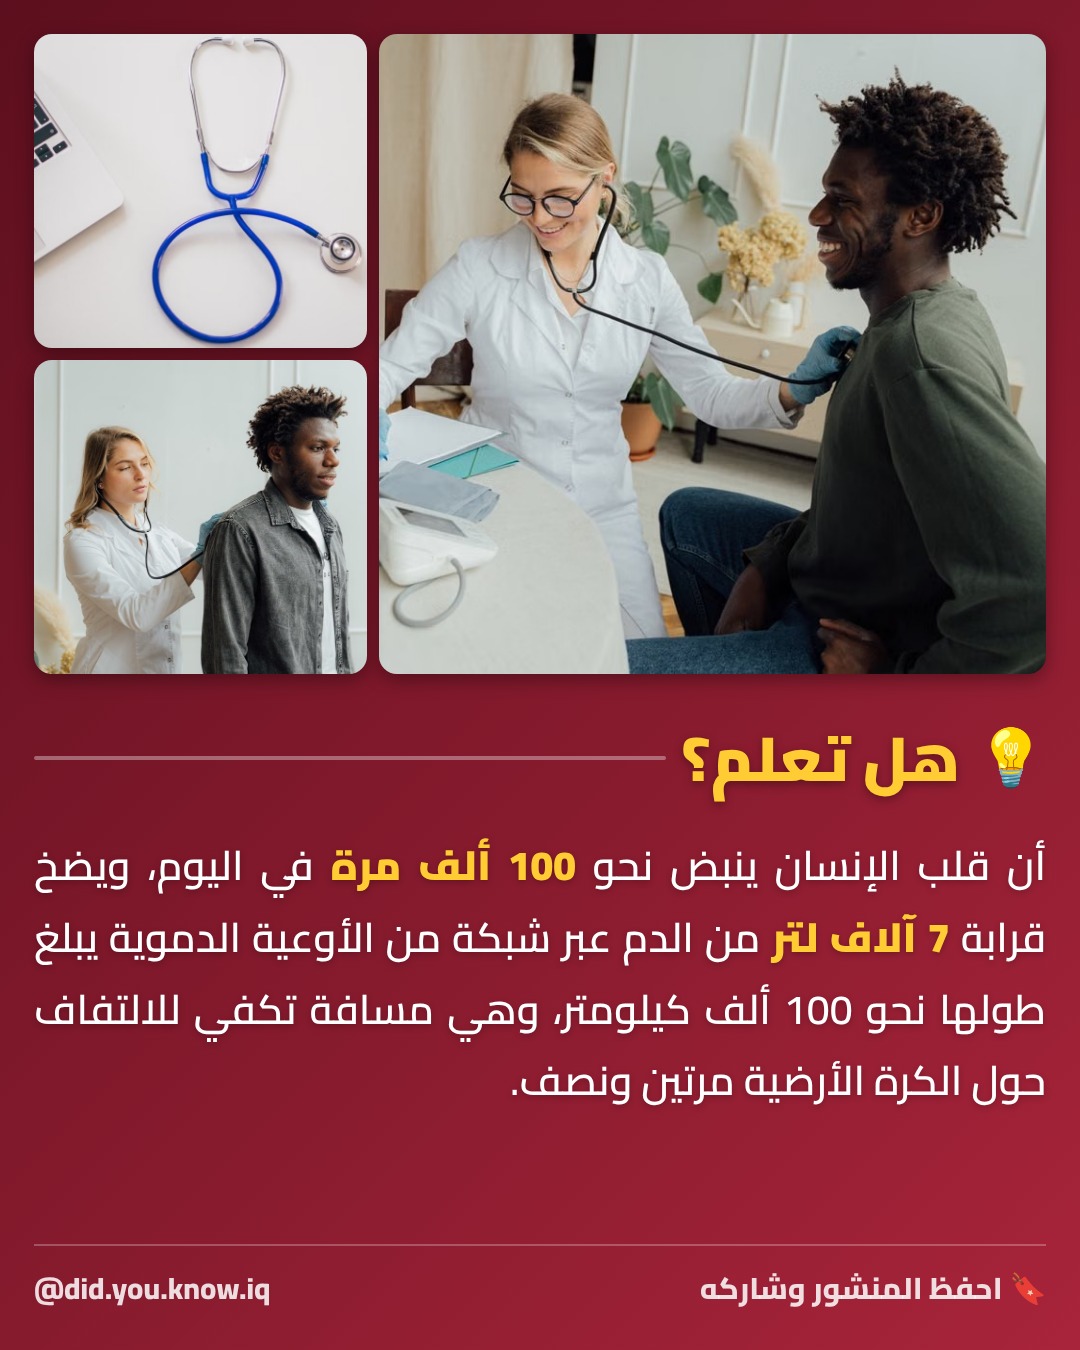 هل تعلم؟
أن قلب الإنسان ينبض نحو 100 ألف مرة في اليوم، ويضخ
قرابة 7 آلاف لتر من الدم عبر شبكة من الأوعية الدموية يبلغ
طولها نحو 100 ألف كيلومتر، وهي مسافة تكفي للالتفاف
حول الكرة الأرضية مرتين ونصف.
احفظ المنشور وشاركه
@did.you.know.iq